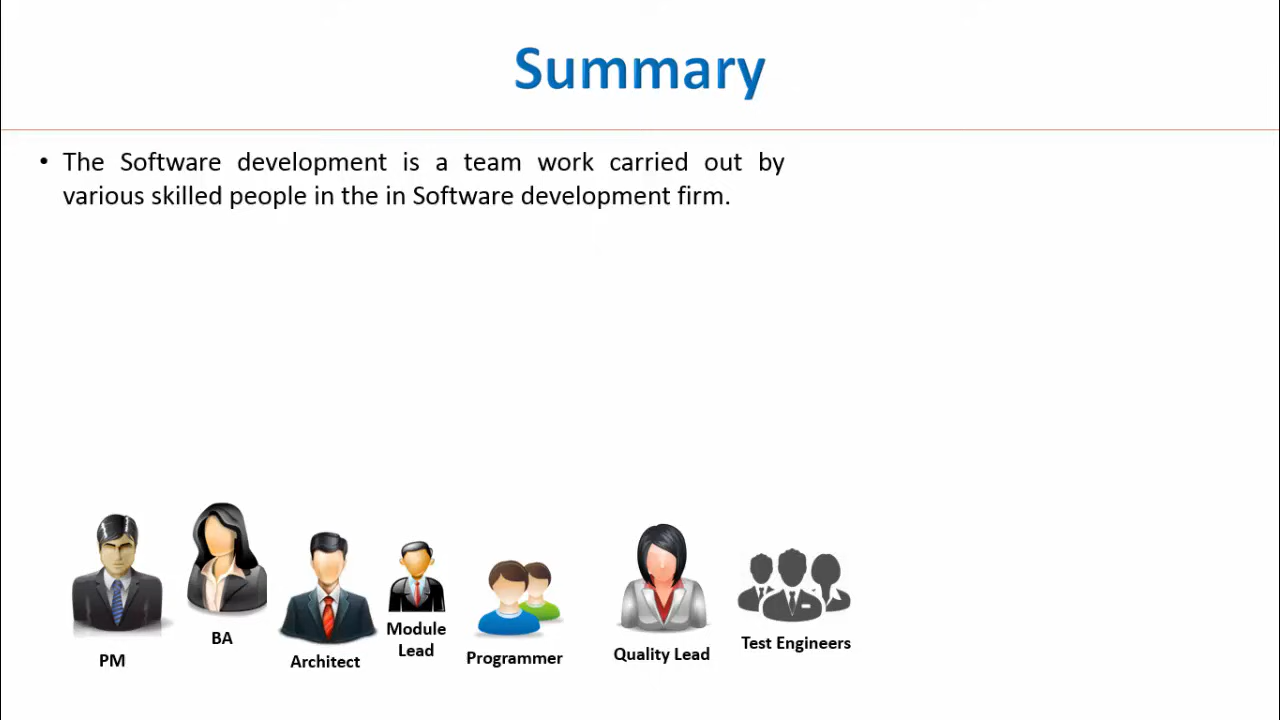 Summary
• The Software development is a team work carried out by
various skilled people in the in Software development firm.
PM
BA
Architect
Module
Lead
Programmer
Quality Lead
Test Engineers